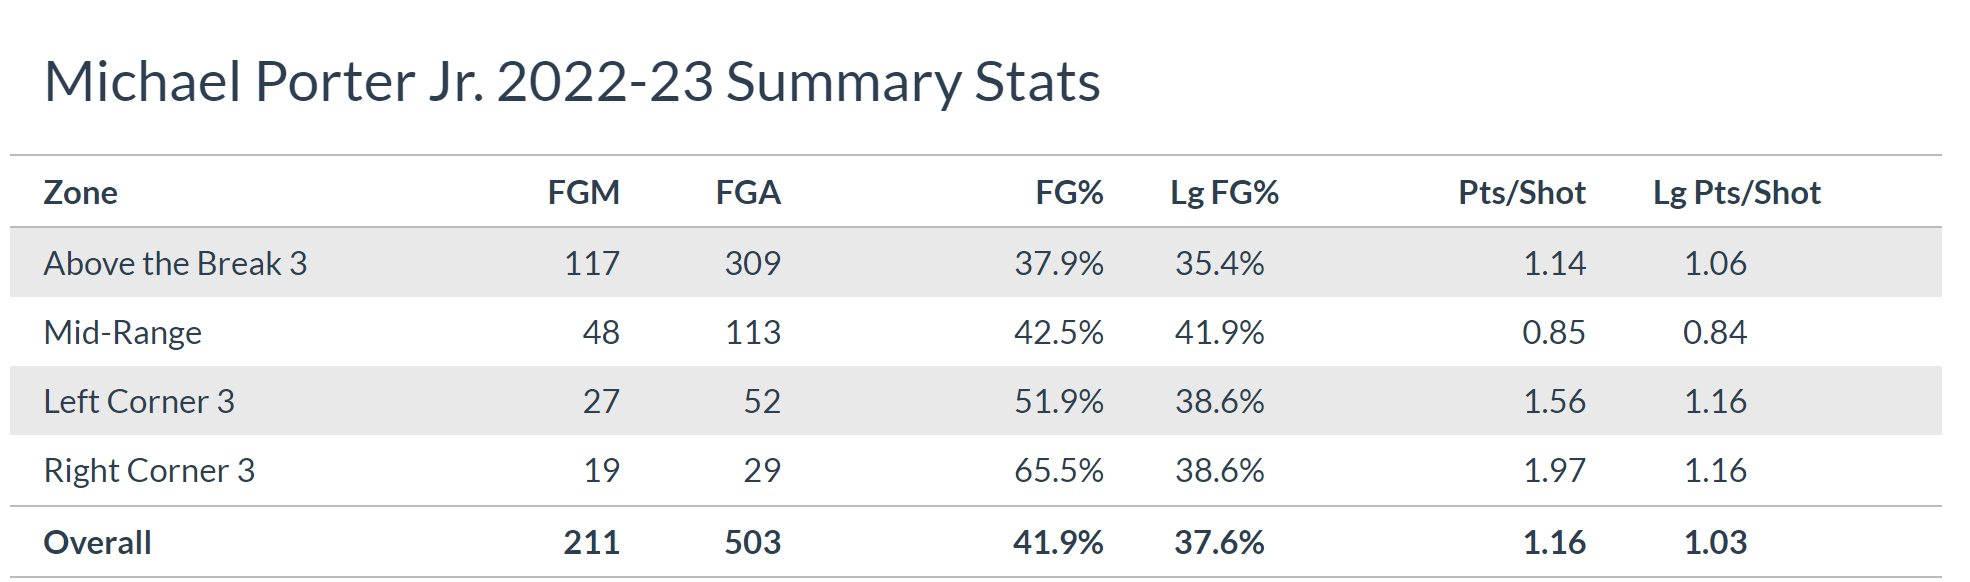 Michael Porter Jr. 2022-23 Summary Stats
Zone FGM FGA FG% Lg FG% Pts/Shot Lg Pts/Shot
Above the Break 3 117 309 37.9% 35.4% 1.14 1.06
Mid-Range 48 113 42.5% 41.9% 0.85 0.84
Left Corner 3 27 52 51.9% 38.6% 1.56 1.16
Right Corner 3 19 29 65.5% 38.6% 1.97 1.16
Overall 211 503 41.9% 37.6% 1.16 1.03